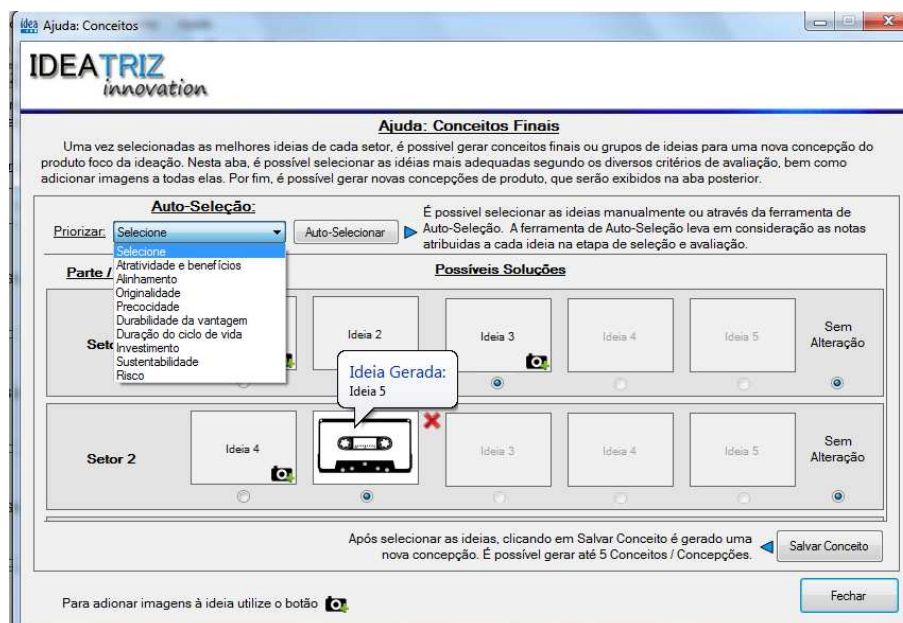 Ajuda: Conceitos
IDEATRIZ
innovation
Ajuda: Conceitos Finais
Uma vez selecionadas as melhores ideias de cada setor, é possivel gerar conceitos finais ou grupos de ideias para uma nova concepção do
produto foco da ideação. Nesta aba, é possível selecionar as idéias mais adequadas segundo os diversos critérios de avaliação, bem como
adicionar imagens a todas elas. Por fim, é possível gerar novas concepções de produto, que serão exibidos na aba posterior.
Auto-Seleção:
Priorizar: Selecione
Auto-Selecionar
É possivel selecionar as ideias manualmente ou através da ferramenta de
Auto-Seleção. A ferramenta de Auto-Seleção leva em consideração as notas
atribuidas a cada ideia na etapa de seleção e avaliação.
Selecione
Atratividade e benefícios
Alinhamento
Originalidade
Precocidade
Durabilidade da vantagem
Duração do ciclo de vida
Investimento
Sustentabilidade
Risco
Parte /
Possíveis Soluções
Ideia 2
Ideia 3
Ideia 4
Ideia 5
Sem
Alteração
Ideia Gerada:
Ideia 5
Setor 2
Ideia 4
Ideia 3
Ideia 4
Ideia 5
Sem
Alteração
Após selecionar as ideias, clicando em Salvar Conceito é gerado uma
nova concepção. É possível gerar até 5 Conceitos / Concepções.
Salvar Conceito
Para adionar imagens à ideia utilize o botão
Fechar